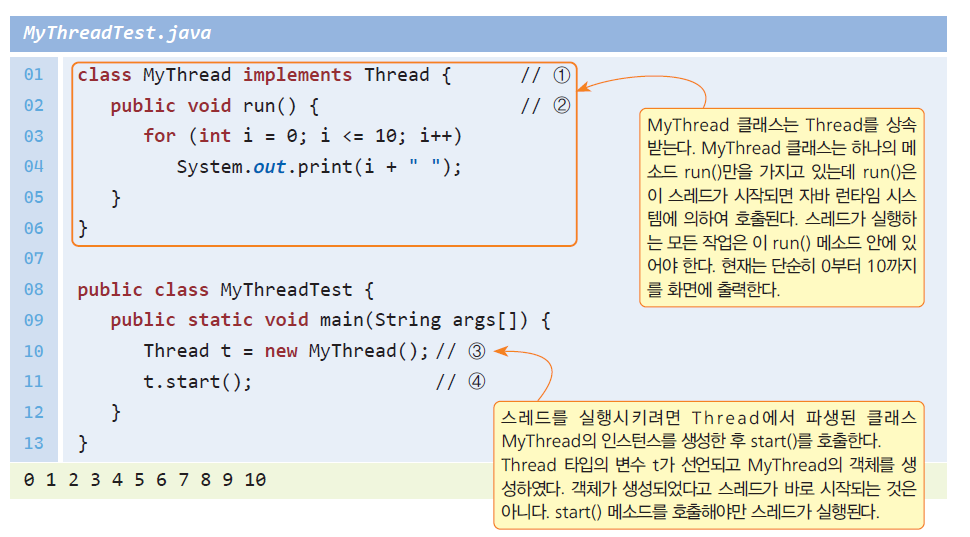 MyThreadTest.java
01 class MyThread implements Thread { // ①
02 public void run() { // ②
03 for (int i = 0; i <= 10; i++)
04 System.out.print(i + " ");
05 }
06 }
07
08 public class MyThreadTest {
09 public static void main(String args[]) {
10 Thread t = new MyThread(); // ③
11 t.start(); // ④
12 }
13 }
MyThread 클래스는 Thread를 상속
받는다. MyThread 클래스는 하나의 메
소드 run()만을 가지고 있는데 run()은
이 스레드가 시작되면 자바 런타임 시스
템에 의하여 호출된다. 스레드가 실행하
는 모든 작업은 이 run() 메소드 안에 있
어야 한다. 현재는 단순히 0부터 10까지
를 화면에 출력한다.
스레드를 실행시키려면 Thread에서 파생된 클래스
MyThread의 인스턴스를 생성한 후 start()를 호출한다.
Thread 타입의 변수 t가 선언되고 MyThread의 객체를 생
성하였다. 객체가 생성되었다고 스레드가 바로 시작되는 것은
아니다. start() 메소드를 호출해야만 스레드가 실행된다.
0 1 2 3 4 5 6 7 8 9 10